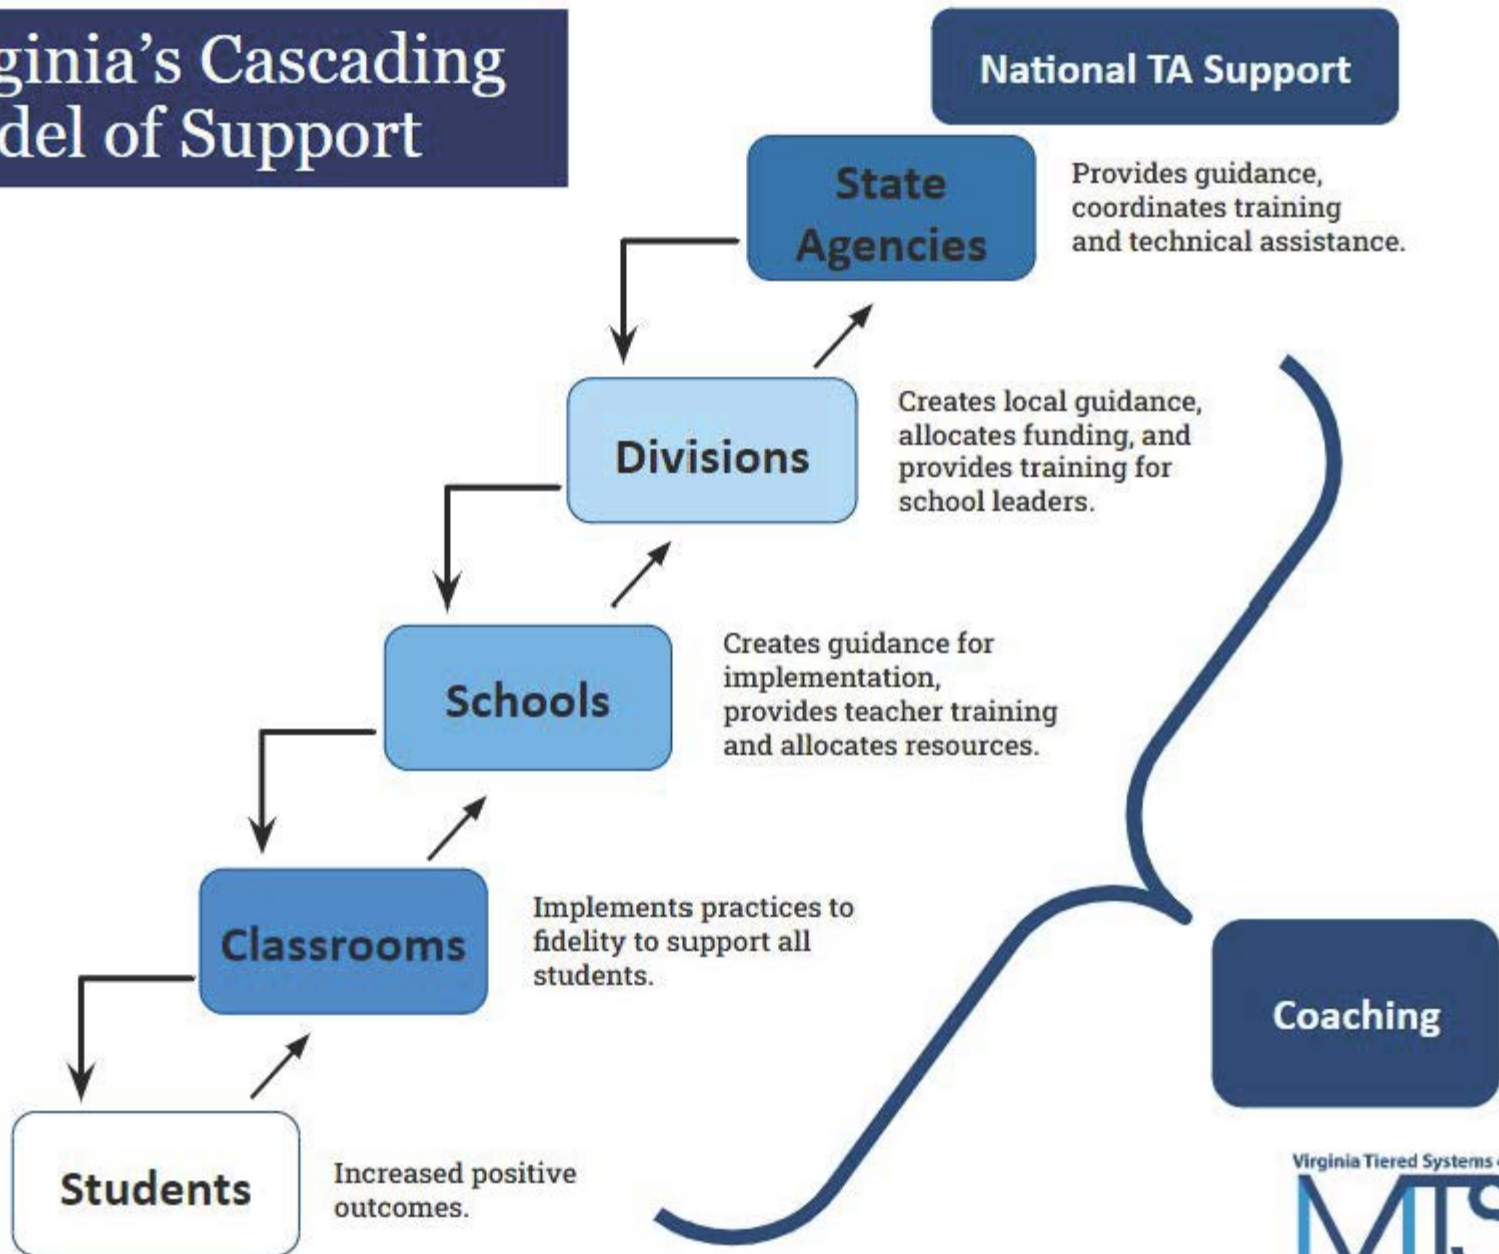 ginia's Cascading
del of Support
National TA Support
State
Agencies
Provides guidance,
coordinates training
and technical assistance.
Divisions
Creates local guidance,
allocates funding, and
provides training for
school leaders.
Schools
Creates guidance for
implementation,
provides teacher training
and allocates resources.
Classrooms
Implements practices to
fidelity to support all
students.
Coaching
Students
Increased positive
outcomes.
Virginia Tiered Systems